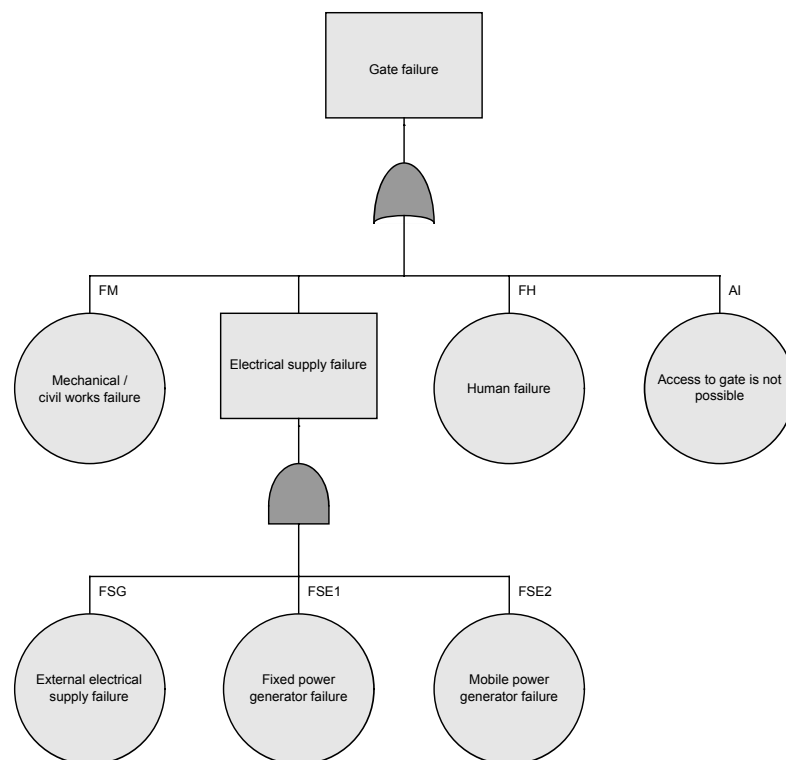 Gate failure
FM
FH
AI
Mechanical /
civil works failure
Electrical supply failure
Human failure
Access to gate is not
possible
FSG
FSE1
FSE2
External electrical
supply failure
Fixed power
generator failure
Mobile power
generator failure